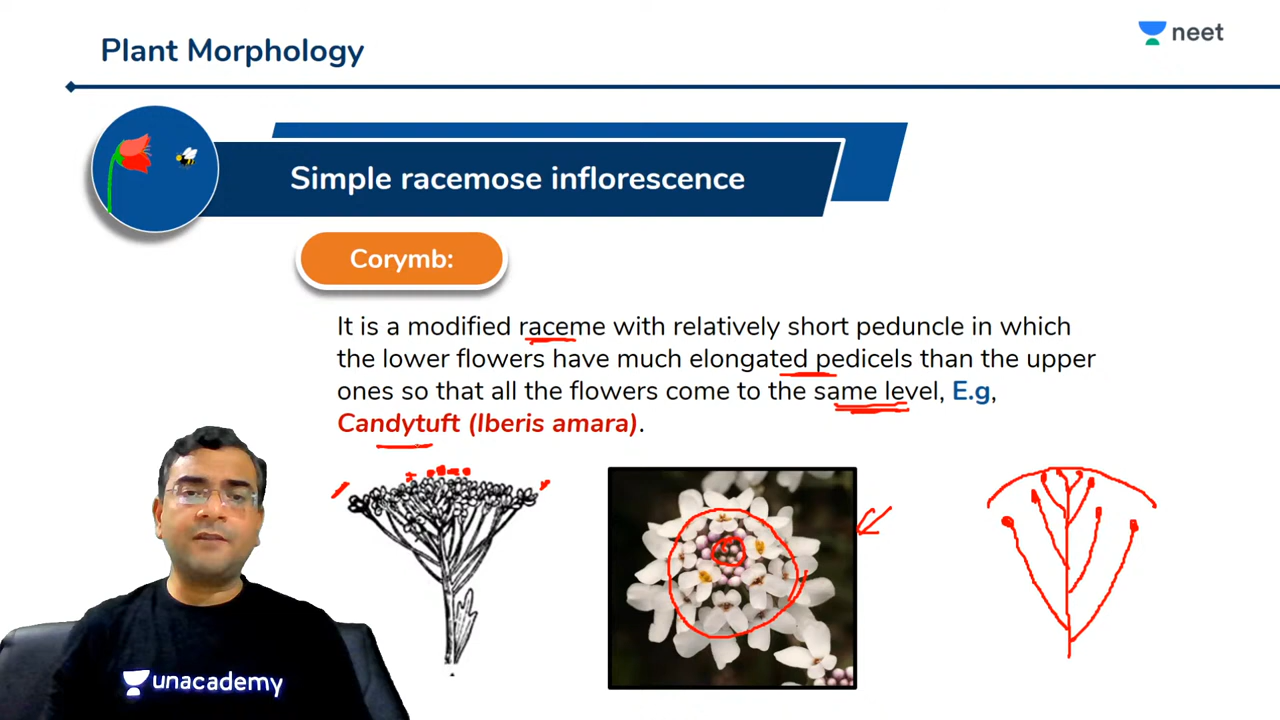 Plant Morphology
neet
Simple racemose inflorescence
Corymb:
It is a modified raceme with relatively short peduncle in which
the lower flowers have much elongated pedicels than the upper
ones so that all the flowers come to the same level, E.g,
Candytuft (Iberis amara).
unacademy